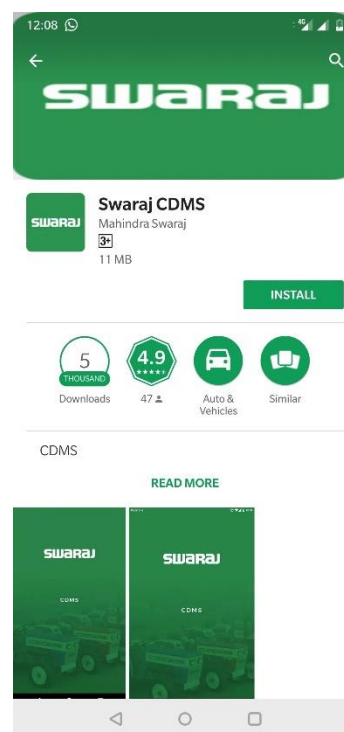 12:08
4G
SWARAJ
SWARAJ
Swaraj CDMS
Mahindra Swaraj
3+
11 MB
INSTALL
5
THOUSAND
Downloads
4.9
47
Auto &
Vehicles
Similar
CDMS
READ MORE
SWARAJ
CDMS
SWARAJ
CDMS